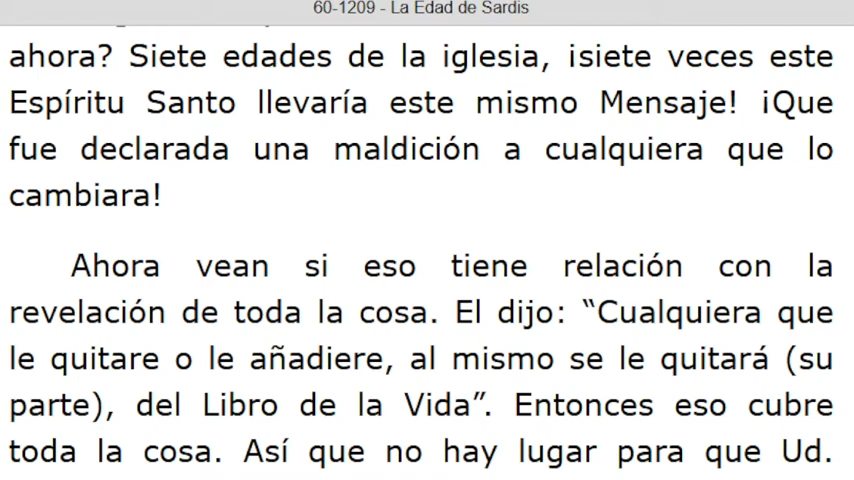 60-1209 - La Edad de Sardis
ahora? Siete edades de la iglesia, ¡siete veces este
Espíritu Santo llevaría este mismo Mensaje! ¡Que
fue declarada una maldición a cualquiera que lo
cambiara!
Ahora vean si eso tiene relación con la
revelación de toda la cosa. El dijo: “Cualquiera que
le quitare o le añadiere, al mismo se le quitará (su
parte), del Libro de la Vida”. Entonces eso cubre
toda la cosa. Así que no hay lugar para que Ud.